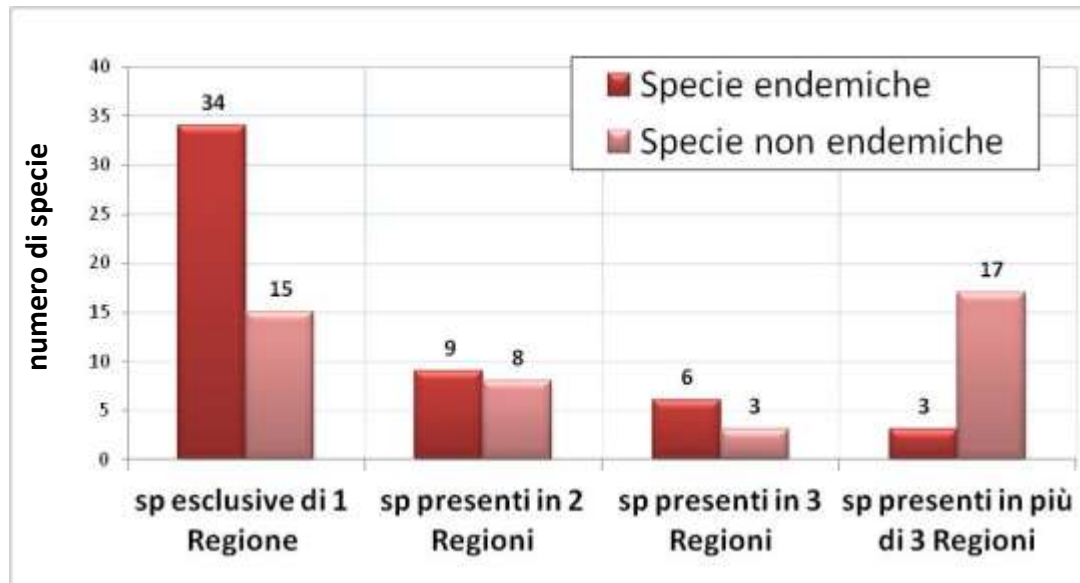 numero di specie
40
35
30
25
20
15
10
5
0
Specie endemiche
Specie non endemiche
34
15
9
8
6
3
3
17
sp esclusive di 1
Regione
sp presenti in 2
Regioni
sp presenti in 3
Regioni
sp presenti in più
di 3 Regioni